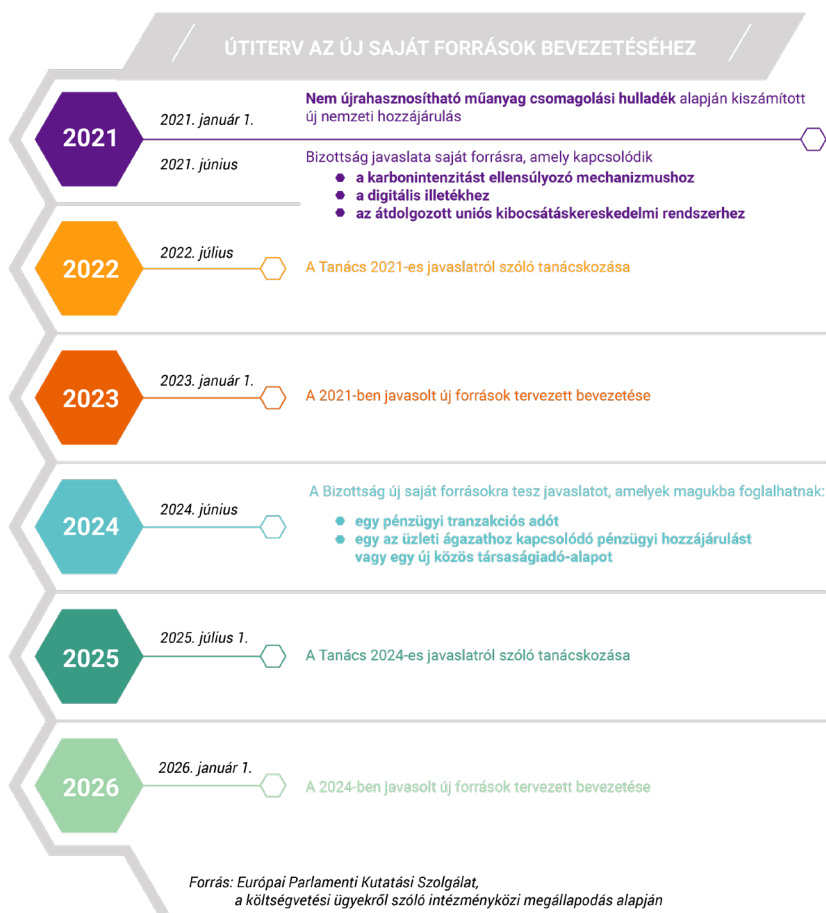 ÚTITERV AZ ÚJ SAJÁT FORRÁSOK BEVEZETÉSÉHEZ
2021
2021. január 1.
Nem újrahasznosítható műanyag csomagolási hulladék alapján kiszámított
új nemzeti hozzájárulás
2021. június
Bizottság javaslata saját forrásra, amely kapcsolódik
a karbonintenzitást ellensúlyozó mechanizmushoz
a digitális illetékhez
az átdolgozott uniós kibocsátáskereskedelmi rendszerhez
2022
2022. július
A Tanács 2021-es javaslatról szóló tanácskozása
2023
2023. január 1.
A 2021-ben javasolt új források tervezett bevezetése
2024
2024. június
A Bizottság új saját forrásokra tesz javaslatot, amelyek magukba foglalhatnak:
egy pénzügyi tranzakciós adót
egy az üzleti ágazathoz kapcsolódó pénzügyi hozzájárulást
vagy egy új közös társaságiadó-alapot
2025
2025. július 1.
A Tanács 2024-es javaslatról szóló tanácskozása
2026
2026. január 1.
A 2024-ben javasolt új források tervezett bevezetése
Forrás: Európai Parlamenti Kutatási Szolgálat,
a költségvetési ügyekről szóló intézményközi megállapodás alapján